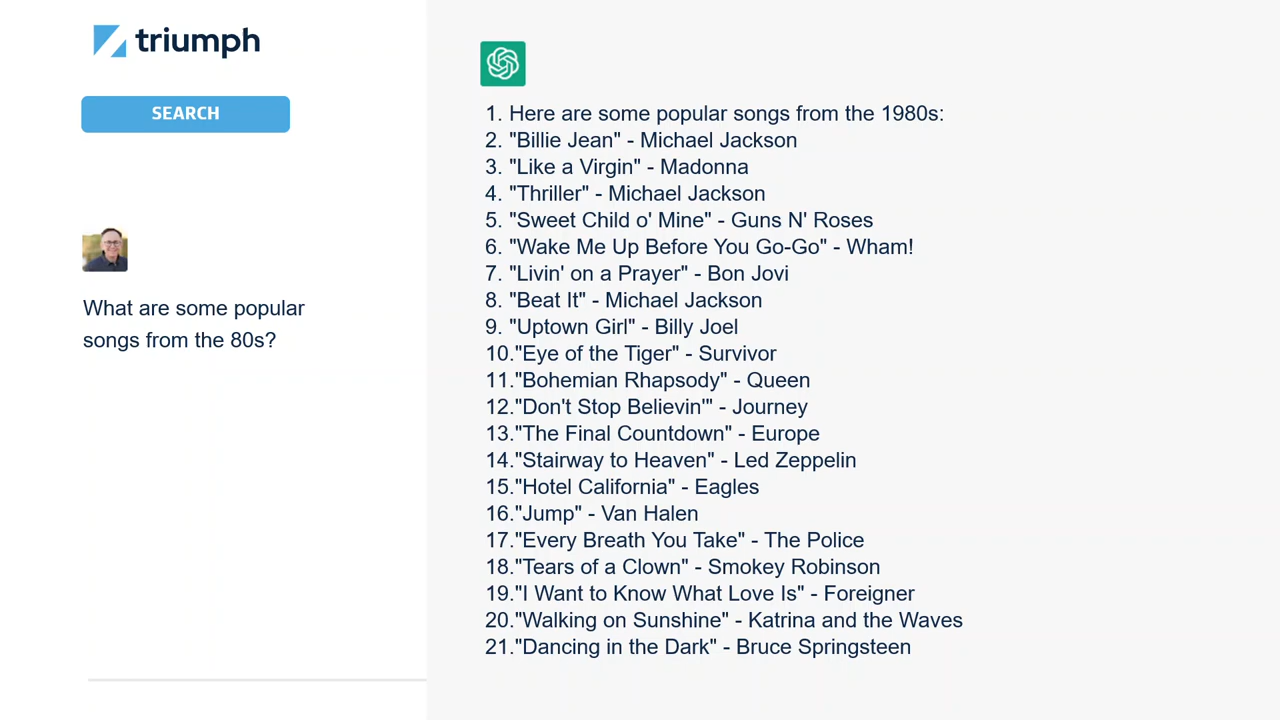 triumph
SEARCH
What are some popular
songs from the 80s?
1. Here are some popular songs from the 1980s:
2. "Billie Jean" - Michael Jackson
3. "Like a Virgin" - Madonna
4. "Thriller" - Michael Jackson
5. "Sweet Child o' Mine" - Guns N' Roses
6. "Wake Me Up Before You Go-Go" - Wham!
7. "Livin' on a Prayer" - Bon Jovi
8. "Beat It" - Michael Jackson
9. "Uptown Girl" - Billy Joel
10."Eye of the Tiger" - Survivor
11."Bohemian Rhapsody" - Queen
12."Don't Stop Believin'" - Journey
13."The Final Countdown" - Europe
14."Stairway to Heaven" - Led Zeppelin
15."Hotel California" - Eagles
16."Jump" - Van Halen
17."Every Breath You Take" - The Police
18."Tears of a Clown" - Smokey Robinson
19."I Want to Know What Love Is" - Foreigner
20."Walking on Sunshine" - Katrina and the Waves
21."Dancing in the Dark" - Bruce Springsteen